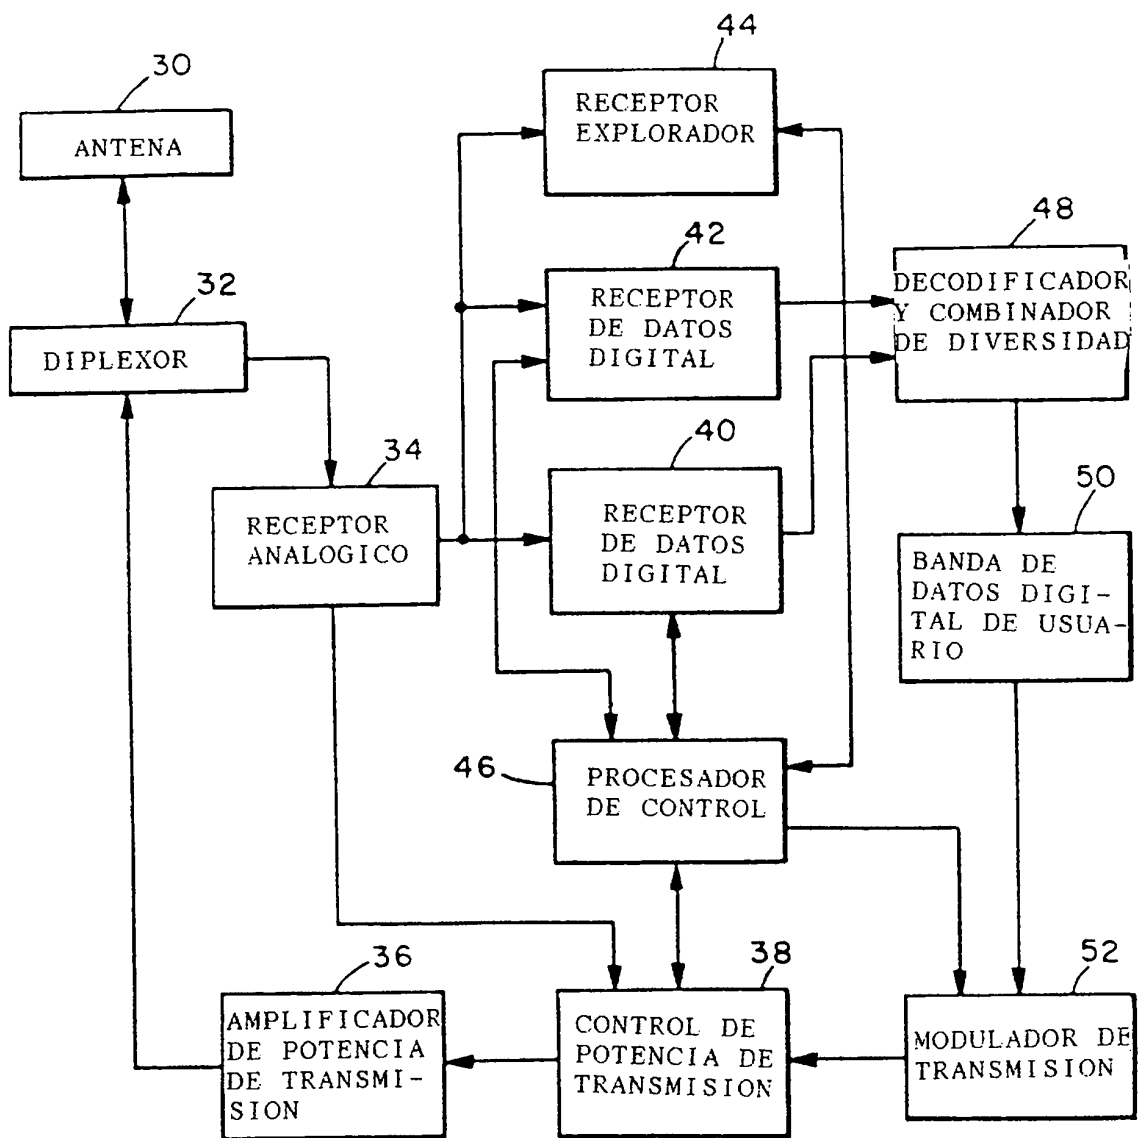 44
RECEPTOR
EXPLORADOR
30
ANTENA
42
RECEPTOR
DE DATOS
DIGITAL
48
DECODIFICADOR
Y COMBINADOR
DE DIVERSIDAD
32
DIPLEXOR
34
RECEPTOR
ANALOGICO
40
RECEPTOR
DE DATOS
DIGITAL
50
BANDA DE
DATOS DIGI-
TAL DE USUA-
RIO
46
PROCESADOR
DE CONTROL
36
AMPLIFICADOR
DE POTENCIA
DE TRANSMI-
SION
38
CONTROL DE
POTENCIA DE
TRANSMISION
52
MODULADOR DE
TRANSMISION